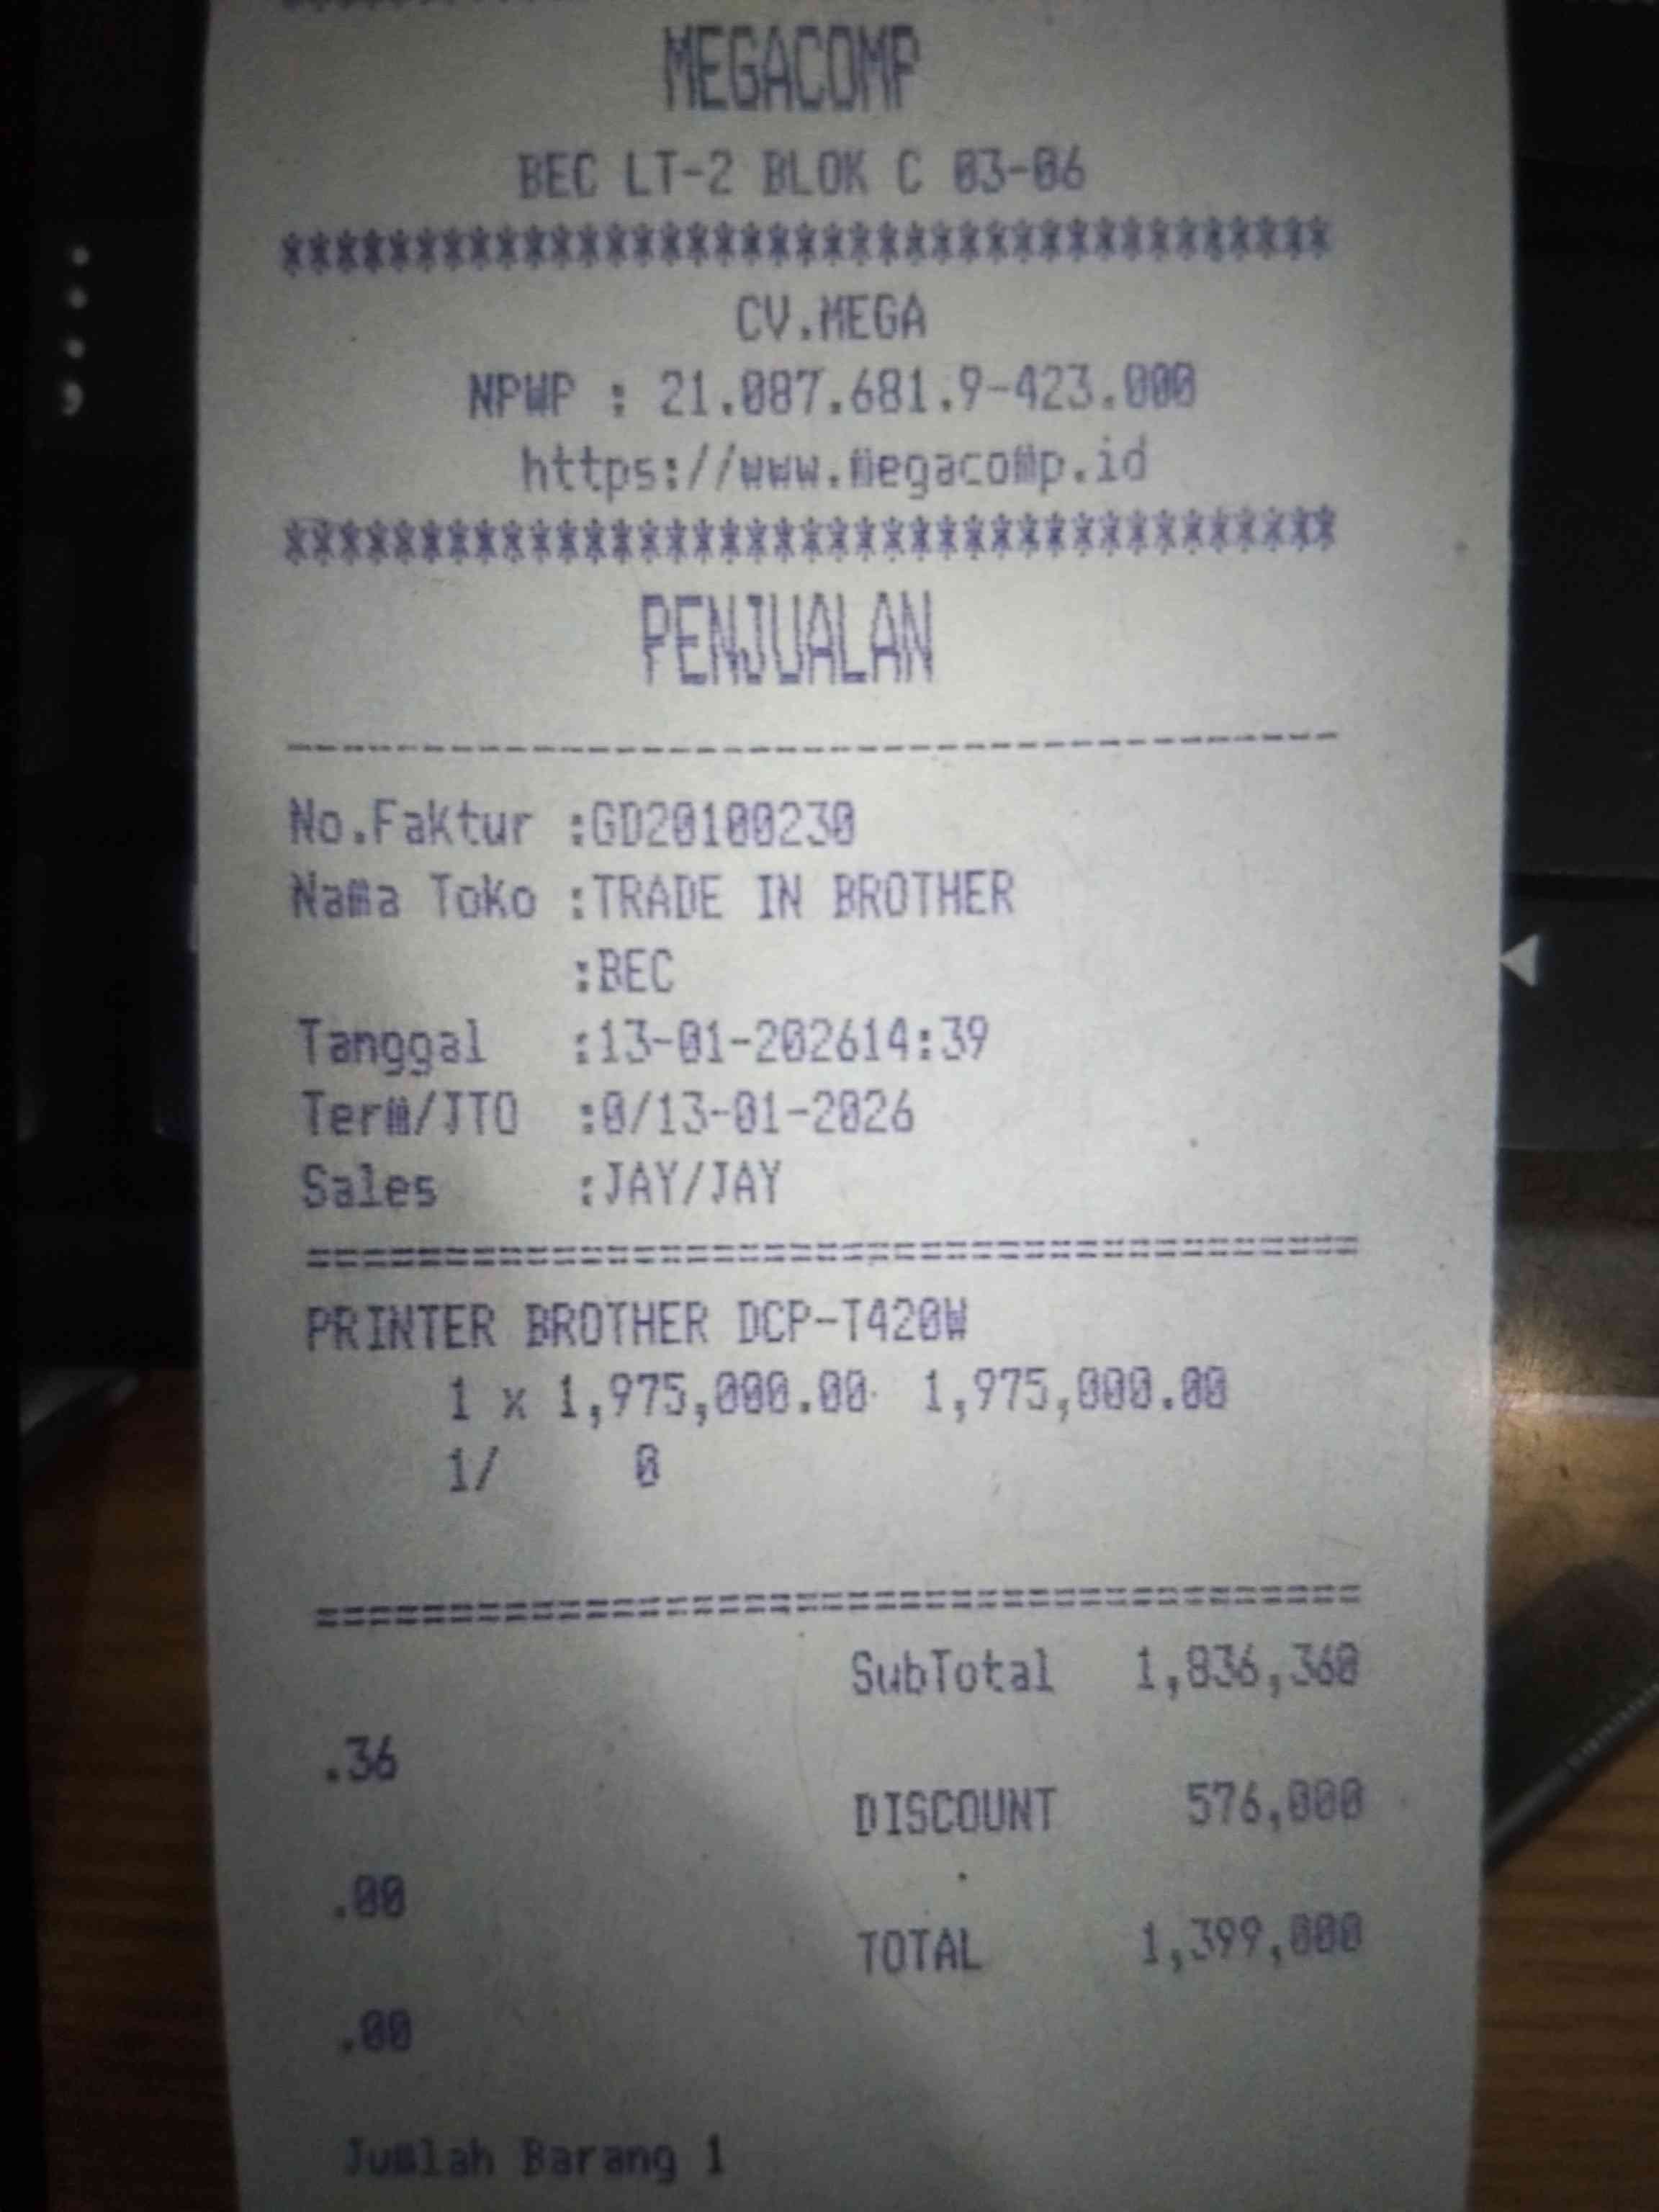 MEGACOMP
BEC LT-2 BLOK C 03-06
***************************************
CV.MEGA
NPWP : 21.087.681.9-423.000
https://www.megacomp.id
***************************************
PENJUALAN
---------------------------------------
No.Faktur :GD20100230
Nama Toko :TRADE IN BROTHER
:BEC
Tanggal :13-01-202614:39
Term/JTO :0/13-01-2026
Sales :JAY/JAY
=======================================
PRINTER BROTHER DCP-T420W
1 x 1,975,000.00 1,975,000.00
1/ 0
=======================================
SubTotal 1,836,360
.36
DISCOUNT 576,000
.00
TOTAL 1,399,000
.00
Jumlah Barang 1